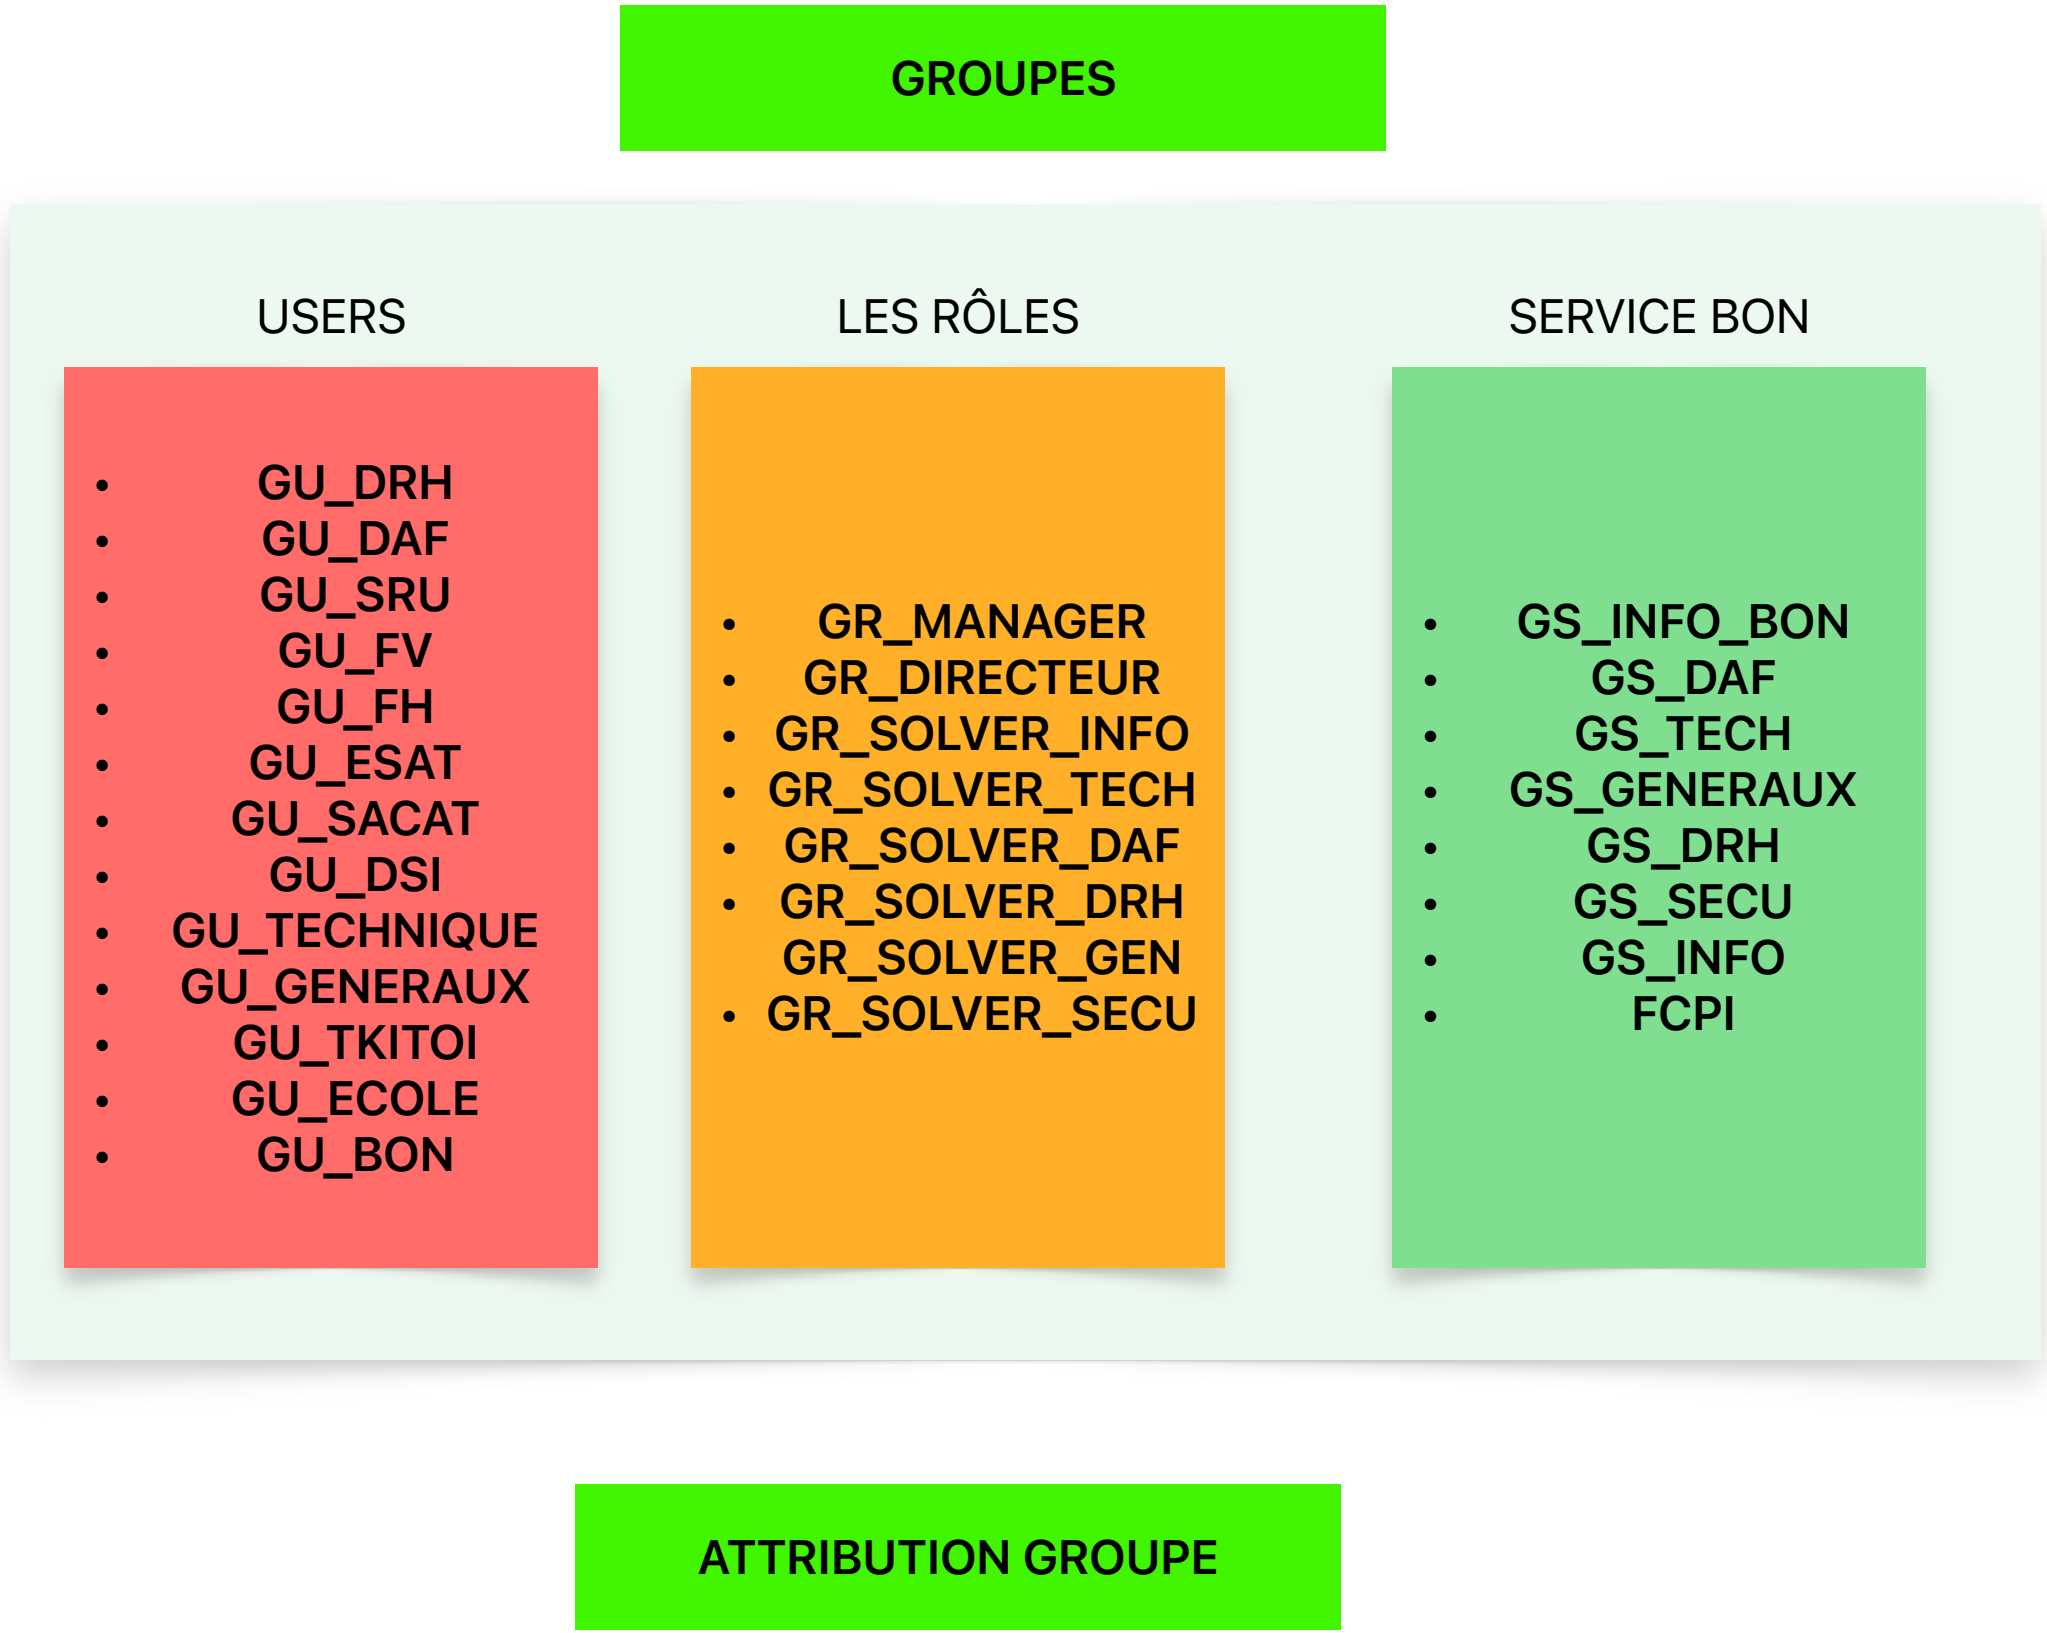 GROUPES
USERS
• GU_DRH
• GU_DAF
• GU_SRU
• GU_FV
• GU_FH
• GU_ESAT
• GU_SACAT
• GU_DSI
• GU_TECHNIQUE
• GU_GENERAUX
• GU_TKITOI
• GU_ECOLE
• GU_BON
LES RÔLES
• GR_MANAGER
• GR_DIRECTEUR
• GR_SOLVER_INFO
• GR_SOLVER_TECH
• GR_SOLVER_DAF
• GR_SOLVER_DRH
GR_SOLVER_GEN
• GR_SOLVER_SECU
SERVICE BON
• GS_INFO_BON
• GS_DAF
• GS_TECH
• GS_GENERAUX
• GS_DRH
• GS_SECU
• GS_INFO
• FCPI
ATTRIBUTION GROUPE